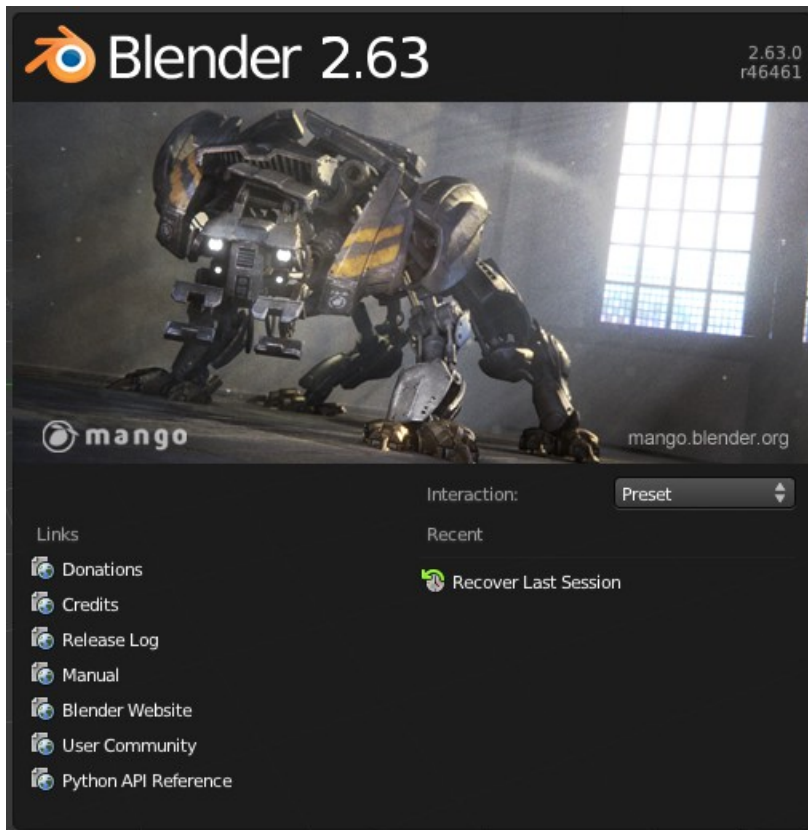 Blender 2.63
2.63.0
r46461
mango
mango.blender.org
Interaction:
Preset
Links
Recent
Donations
Recover Last Session
Credits
Release Log
Manual
Blender Website
User Community
Python API Reference